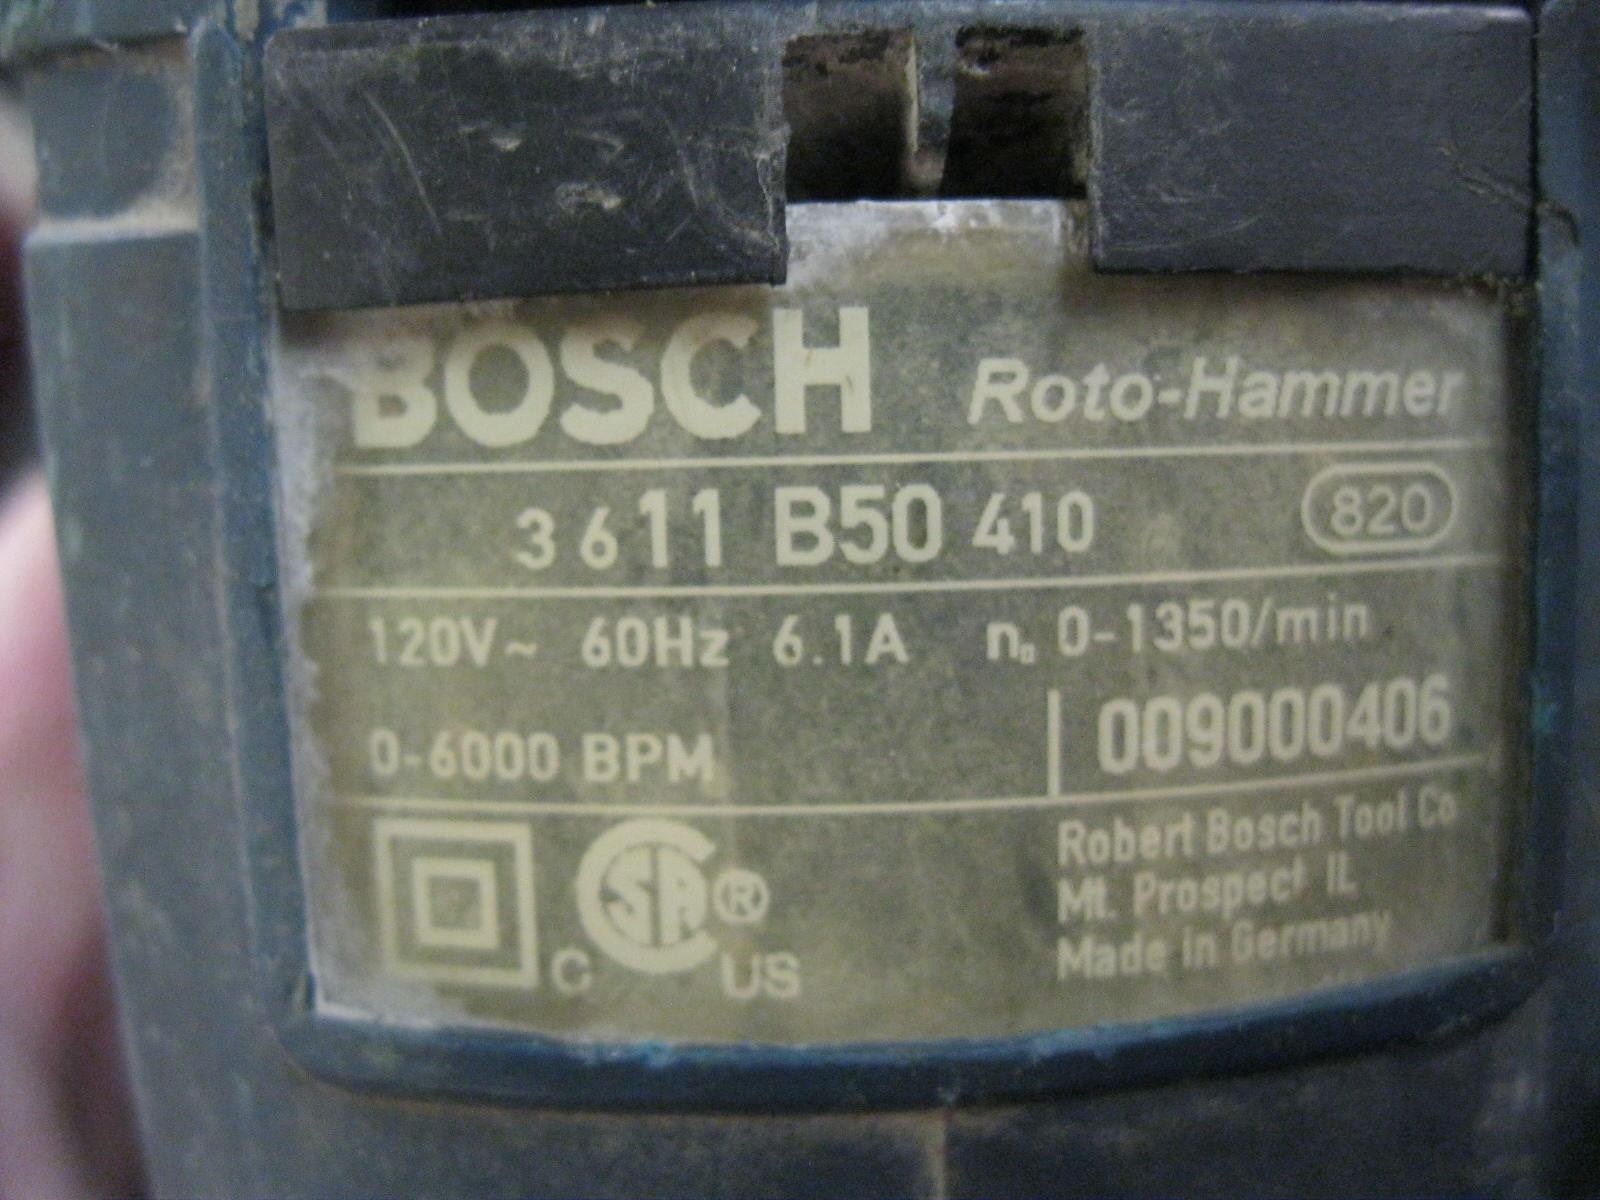 BOSCH Roto-Hammer
3 611 B50 410 820
120V~ 60Hz 6.1A n₀ 0-1350/min
0-6000 BPM 009000406
Robert Bosch Tool Co
Mt. Prospect IL
Made in Germany
C SA ® US